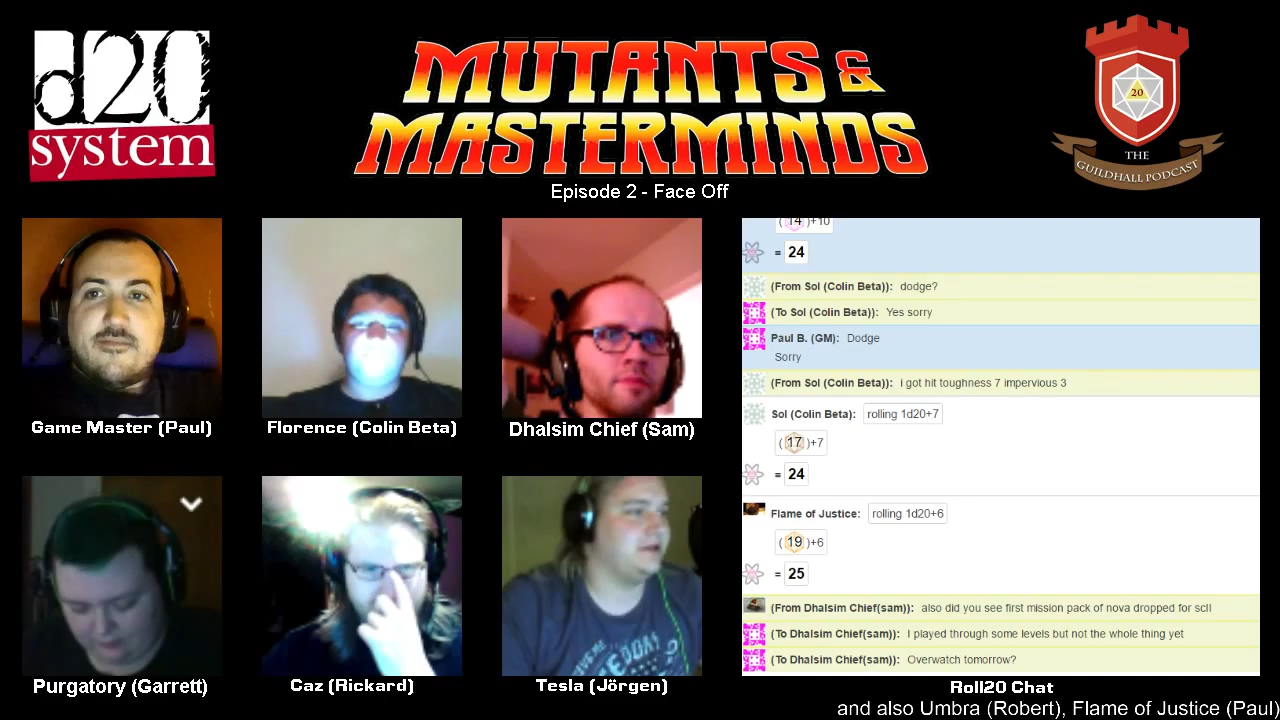 d20
system
MUTANTS &
MASTERMINDS
Episode 2 - Face Off
20
THE
GUILDHALL PODCAST
Game Master (Paul)
Florence (Colin Beta)
Dhalsim Chief (Sam)
Purgatory (Garrett)
Caz (Rickard)
Tesla (Jörgen)
(14)+10
= 24
(From Sol (Colin Beta)): dodge?
(To Sol (Colin Beta)): Yes sorry
Paul B. (GM): Dodge
Sorry
(From Sol (Colin Beta)): i got hit toughness 7 impervious 3
Sol (Colin Beta): rolling 1d20+7
(17)+7
= 24
Flame of Justice: rolling 1d20+6
(19)+6
= 25
(From Dhalsim Chief(sam)): also did you see first mission pack of nova dropped for scII
(To Dhalsim Chief(sam)): I played through some levels but not the whole thing yet
(To Dhalsim Chief(sam)): Overwatch tomorrow?
Roll20 Chat
and also Umbra (Robert), Flame of Justice (Paul)